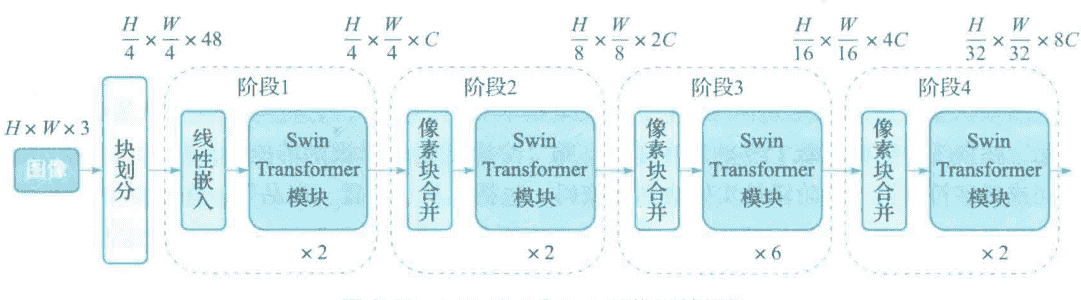 H/4 × W/4 × 48
H/4 × W/4 × C
H/8 × W/8 × 2C
H/16 × W/16 × 4C
H/32 × W/32 × 8C
阶段1
阶段2
阶段3
阶段4
H × W × 3
图像
块划分
线性嵌入
Swin
Transformer
模块
× 2
像素块合并
Swin
Transformer
模块
× 2
像素块合并
Swin
Transformer
模块
× 6
像素块合并
Swin
Transformer
模块
× 2